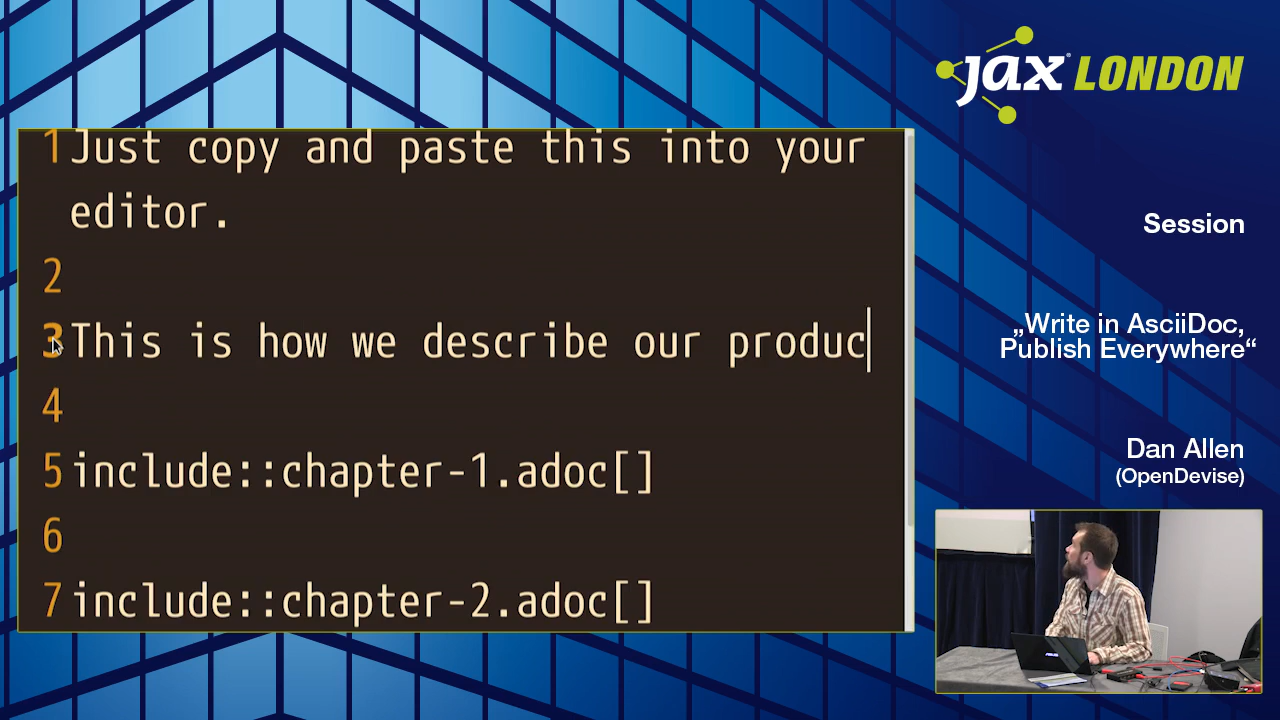 1 Just copy and paste this into your
editor.
2
3 This is how we describe our produc
4
5 include::chapter-1.adoc[]
6
7 include::chapter-2.adoc[]
jax® LONDON
Session
„Write in AsciiDoc,
Publish Everywhere“
Dan Allen
(OpenDevise)
ASUS